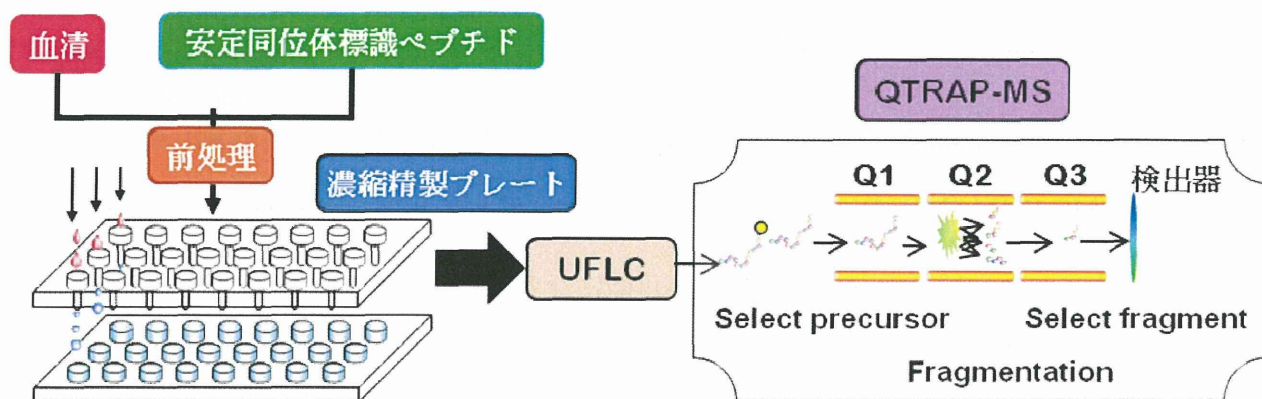 血清
安定同位体標識ペプチド
前処理
濃縮精製プレート
UFLC
QTRAP-MS
Q1
Q2
Q3
検出器
Select precursor
Select fragment
Fragmentation